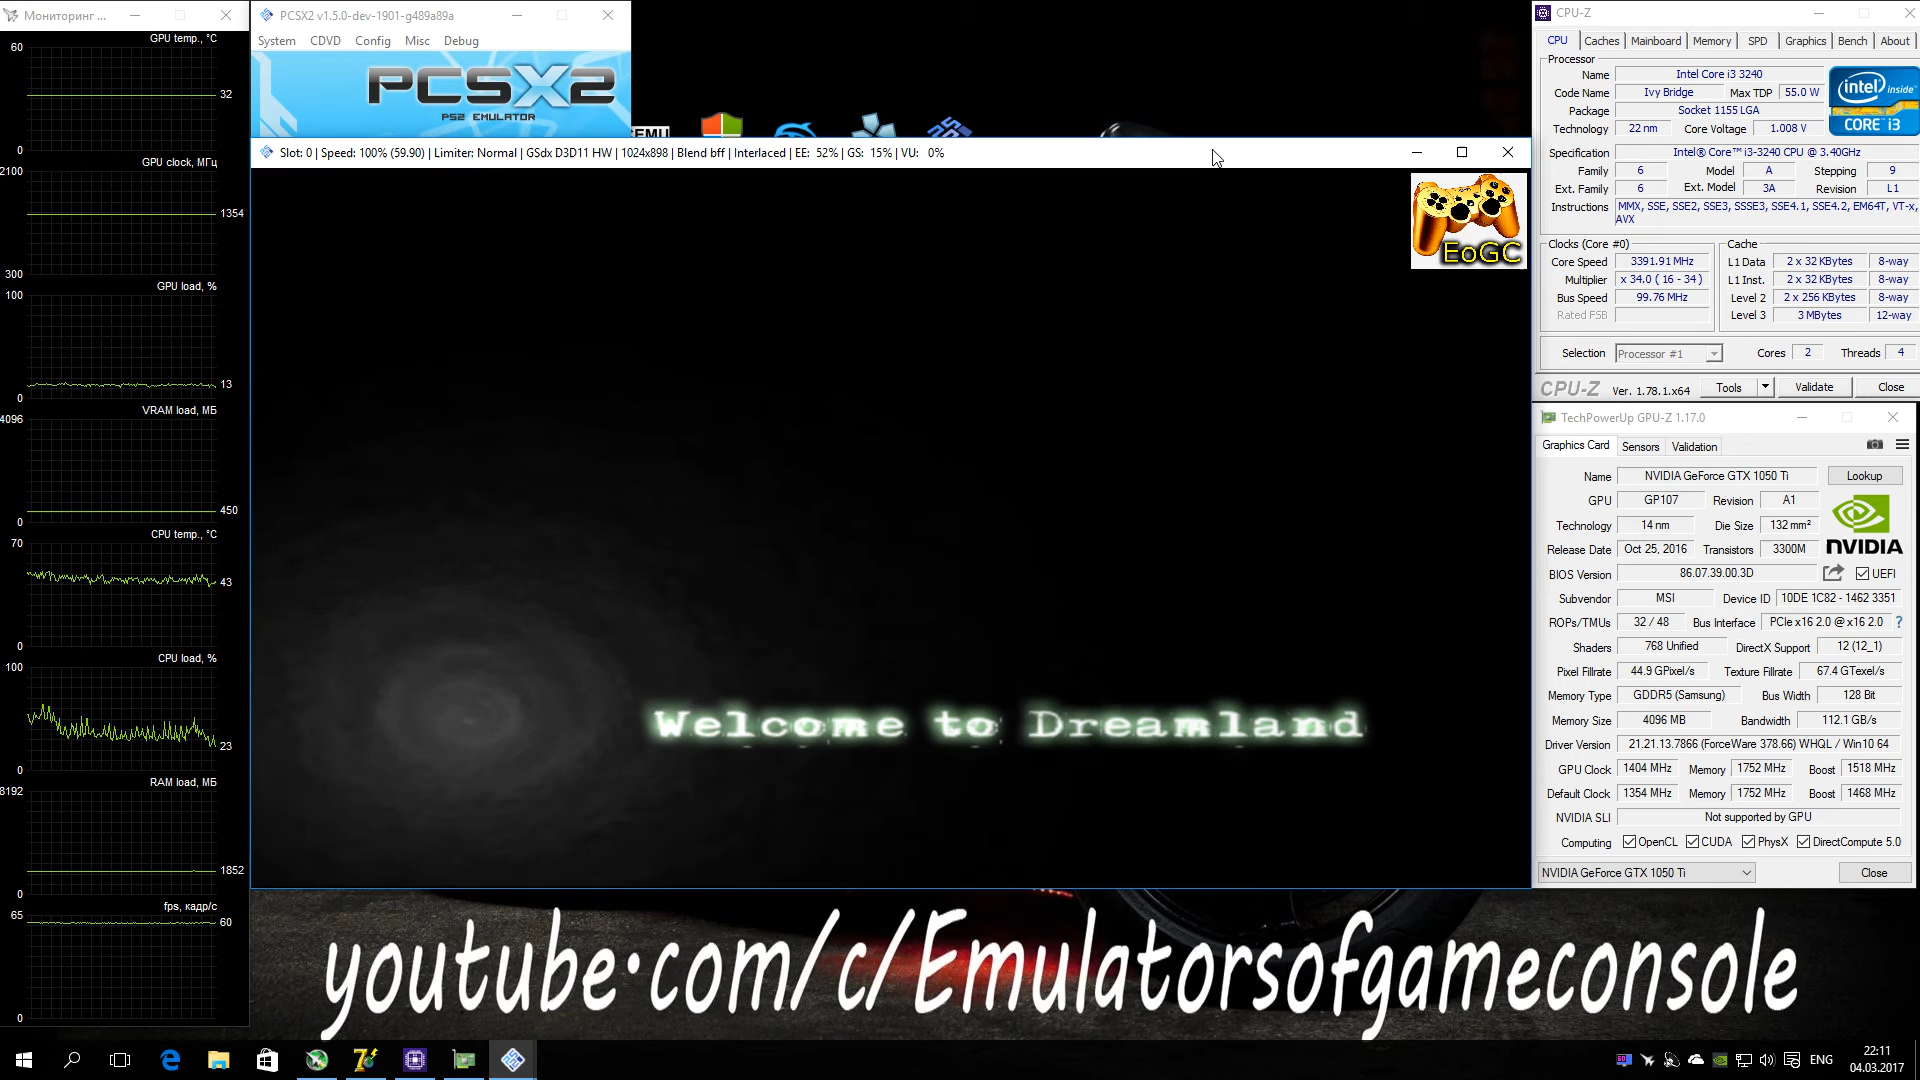 Мониторинг ...
GPU temp., °C
60
32
0
GPU clock, МГц
2100
1354
300
GPU load, %
100
13
0
VRAM load, МБ
4096
450
0
CPU temp., °C
70
43
0
CPU load, %
100
23
0
RAM load, МБ
8192
1852
0
fps, кадр/с
65
60
0
PCSX2 v1.5.0-dev-1901-g489a89a
System CDVD Config Misc Debug
PCSX2
PS2 EMULATOR
CEMU
Slot: 0 | Speed: 100% (59.90) | Limiter: Normal | GSdx D3D11 HW | 1024x898 | Blend bff | Interlaced | EE: 52% | GS: 15% | VU: 0%
EoGC
Welcome to Dreamland
CPU-Z
CPU Caches Mainboard Memory SPD Graphics Bench About
Processor
Name Intel Core i3 3240
Code Name Ivy Bridge Max TDP 55.0 W
Package Socket 1155 LGA
Technology 22 nm Core Voltage 1.008 V
intel inside™
CORE i3
Specification Intel® Core™ i3-3240 CPU @ 3.40GHz
Family 6 Model A Stepping 9
Ext. Family 6 Ext. Model 3A Revision L1
Instructions MMX, SSE, SSE2, SSE3, SSSE3, SSE4.1, SSE4.2, EM64T, VT-x,
AVX
Clocks (Core #0) Cache
Core Speed 3391.91 MHz L1 Data 2 x 32 KBytes 8-way
Multiplier x 34.0 ( 16 - 34 ) L1 Inst. 2 x 32 KBytes 8-way
Bus Speed 99.76 MHz Level 2 2 x 256 KBytes 8-way
Rated FSB Level 3 3 MBytes 12-way
Selection Processor #1 Cores 2 Threads 4
CPU-Z Ver. 1.78.1.x64 Tools Validate Close
TechPowerUp GPU-Z 1.17.0
Graphics Card Sensors Validation
Name NVIDIA GeForce GTX 1050 Ti Lookup
GPU GP107 Revision A1
Technology 14 nm Die Size 132 mm²
Release Date Oct 25, 2016 Transistors 3300M
NVIDIA
BIOS Version 86.07.39.00.3D UEFI
Subvendor MSI Device ID 10DE 1C82 - 1462 3351
ROPs/TMUs 32 / 48 Bus Interface PCIe x16 2.0 @ x16 2.0 ?
Shaders 768 Unified DirectX Support 12 (12_1)
Pixel Fillrate 44.9 GPixel/s Texture Fillrate 67.4 GTexel/s
Memory Type GDDR5 (Samsung) Bus Width 128 Bit
Memory Size 4096 MB Bandwidth 112.1 GB/s
Driver Version 21.21.13.7866 (ForceWare 378.66) WHQL / Win10 64
GPU Clock 1404 MHz Memory 1752 MHz Boost 1518 MHz
Default Clock 1354 MHz Memory 1752 MHz Boost 1468 MHz
NVIDIA SLI Not supported by GPU
Computing OpenCL CUDA PhysX DirectCompute 5.0
NVIDIA GeForce GTX 1050 Ti Close
youtube.com/c/Emulatorsofgameconsole
60 ENG
22:11
04.03.2017